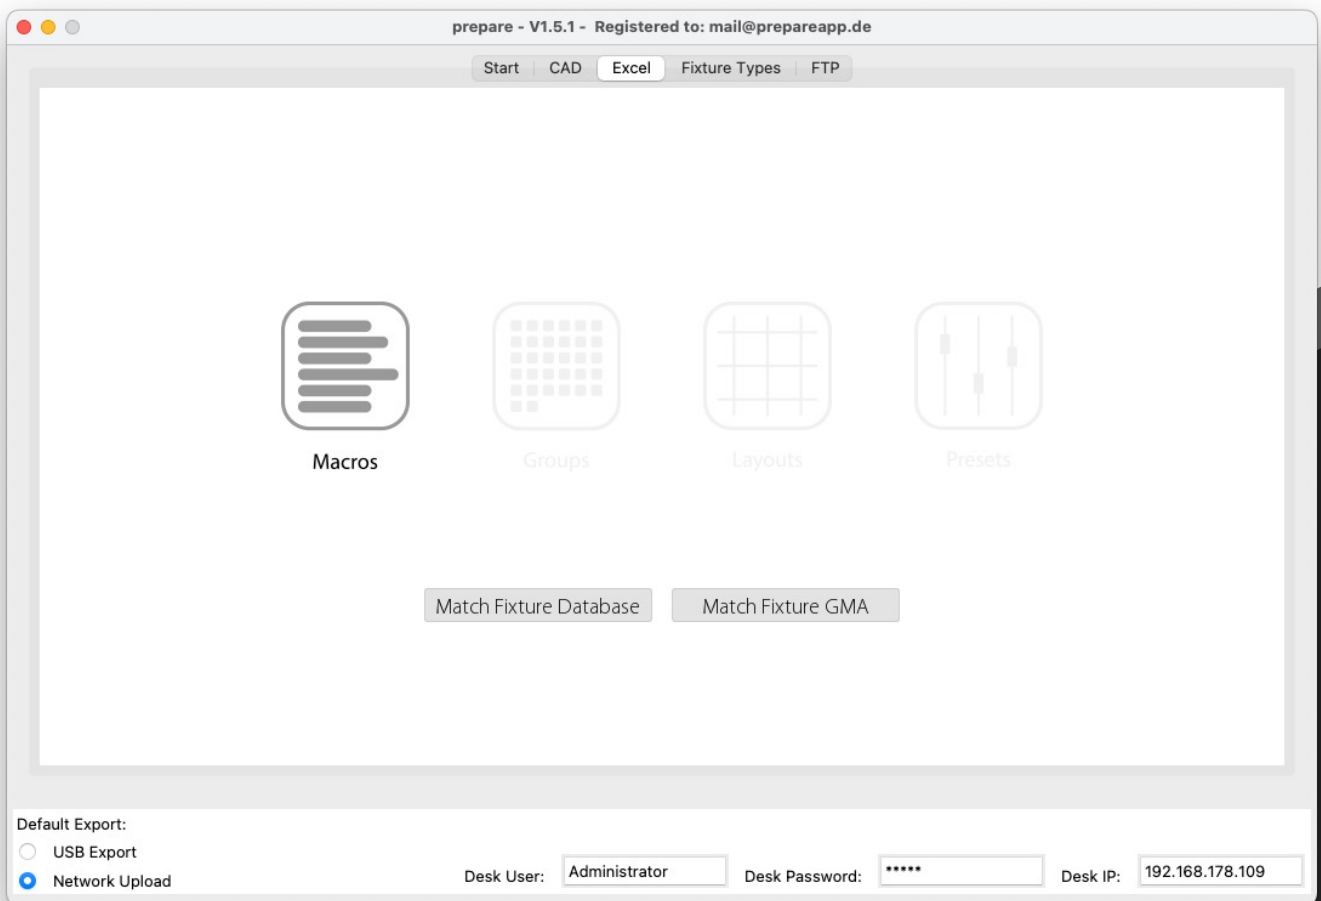 prepare - V1.5.1 - Registered to: mail@prepareapp.de
Start CAD Excel Fixture Types FTP
Macros Groups Layouts Presets
Match Fixture Database Match Fixture GMA
Default Export:
USB Export
Network Upload
Desk User: Administrator Desk Password: ***** Desk IP: 192.168.178.109